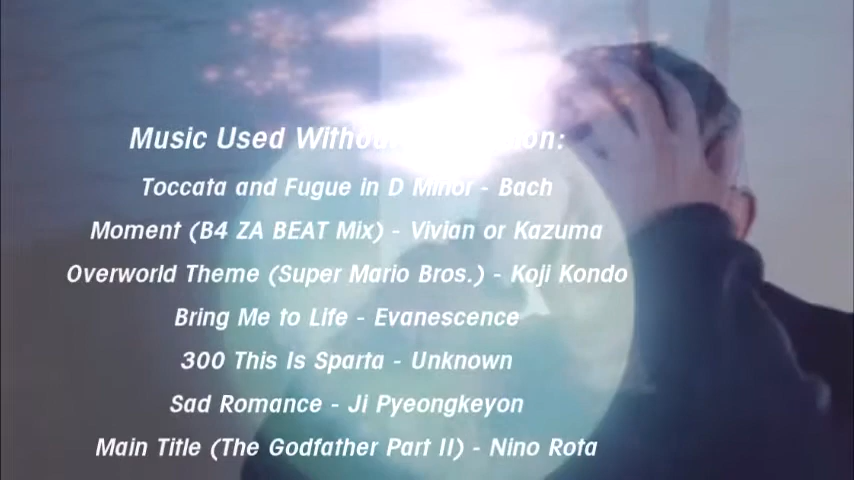 Music Used Without
Toccata and Fugue in D Minor - Bach
Moment (B4 ZA BEAT Mix) - Vivian or Kazuma
Overworld Theme (Super Mario Bros.) - Koji Kondo
Bring Me to Life - Evanescence
300 This Is Sparta - Unknown
Sad Romance - Ji Pyeongkeyon
Main Title (The Godfather Part II) - Nino Rota